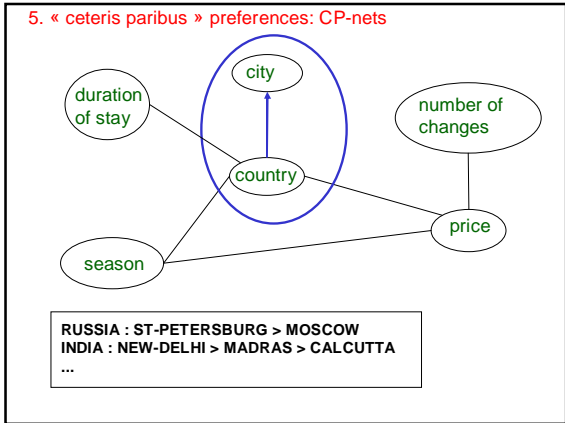 5. « ceteris paribus » preferences: CP-nets
city
duration
of stay
number of
changes
country
price
season
RUSSIA : ST-PETERSBURG > MOSCOW
INDIA : NEW-DELHI > MADRAS > CALCUTTA
...